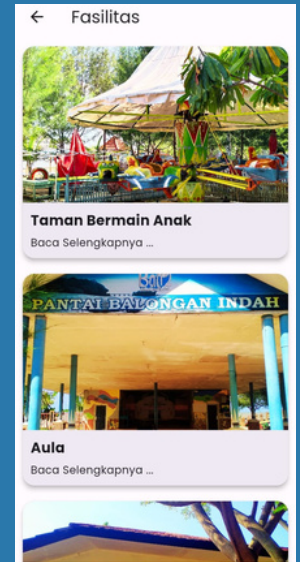 ← Fasilitas
Taman Bermain Anak
Baca Selengkapnya ...
PANTAI BALONGAN INDAH
Aula
Baca Selengkapnya ...